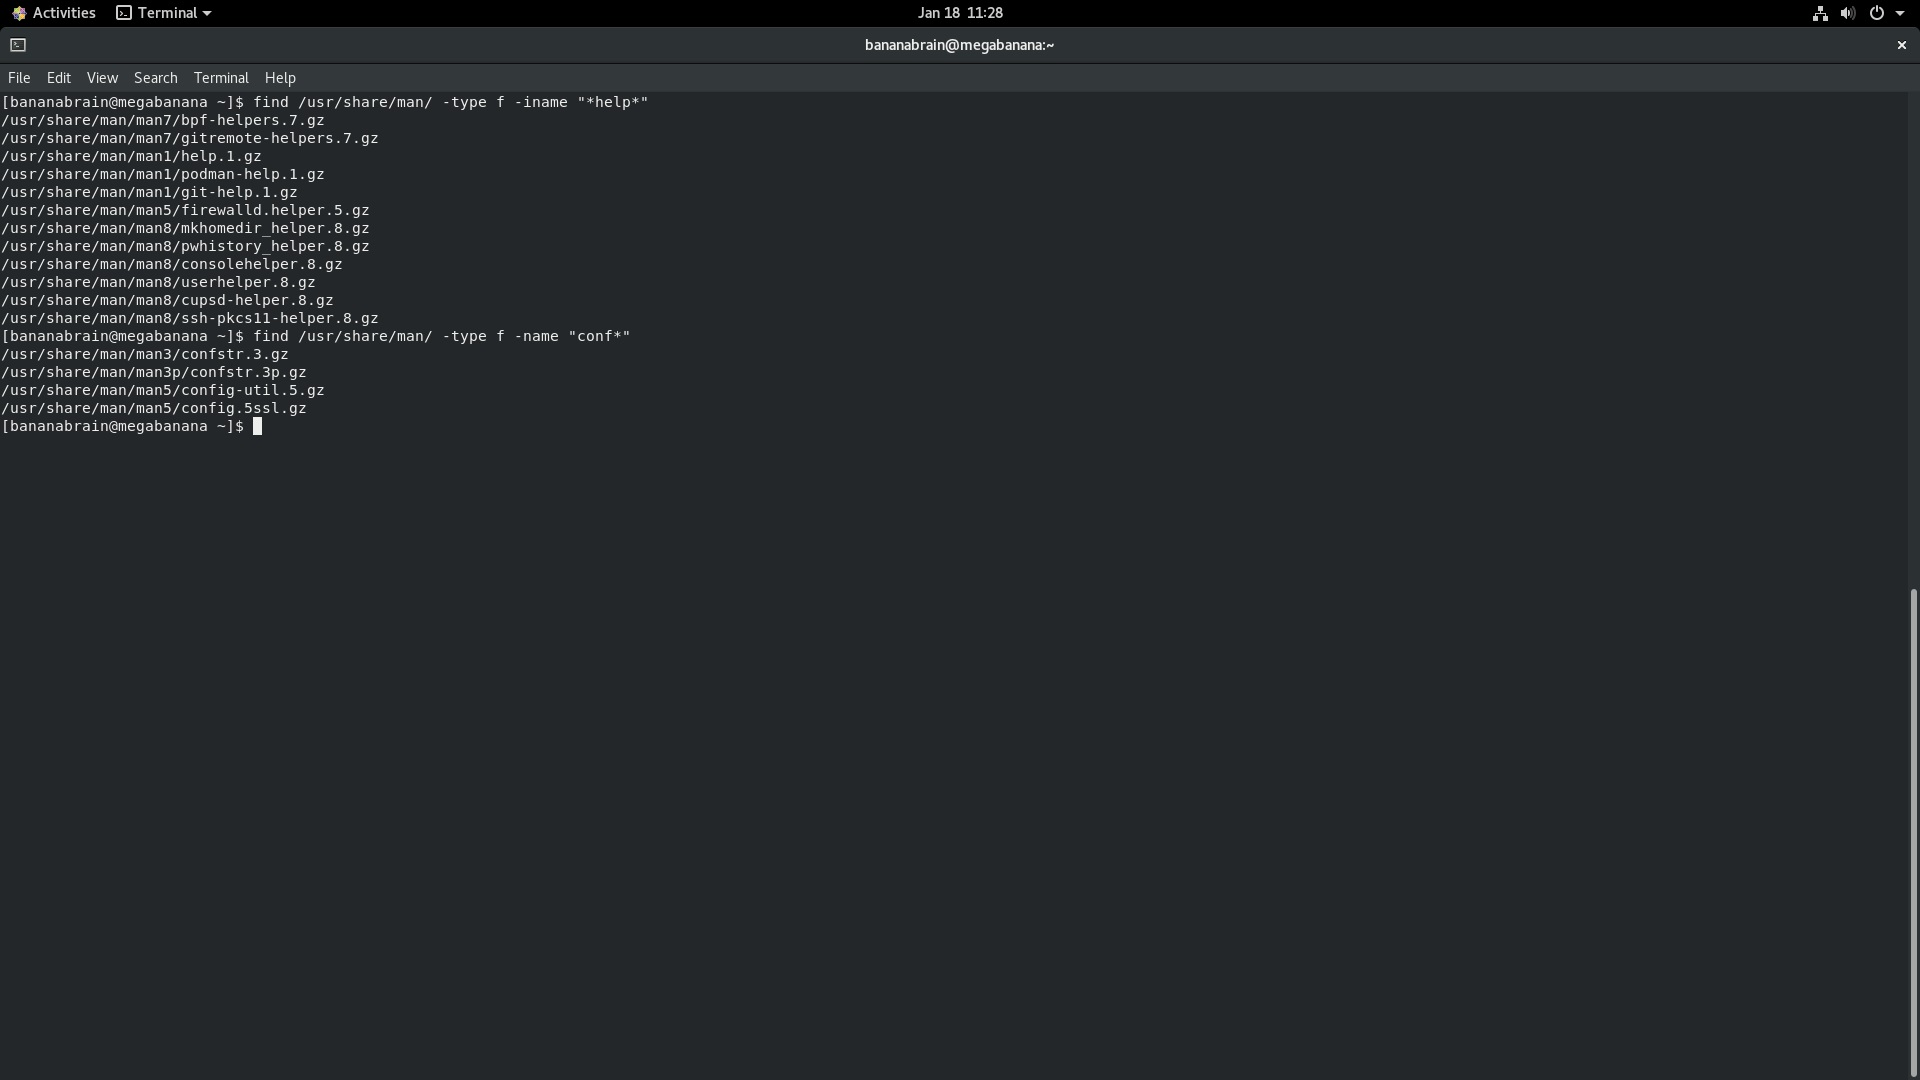 Activities Terminal Jan 18 11:28
bananabrain@megabanana:~
File Edit View Search Terminal Help
[bananabrain@megabanana ~]$ find /usr/share/man/ -type f -iname "*help*"
/usr/share/man/man7/bpf-helpers.7.gz
/usr/share/man/man7/gitremote-helpers.7.gz
/usr/share/man/man1/help.1.gz
/usr/share/man/man1/podman-help.1.gz
/usr/share/man/man1/git-help.1.gz
/usr/share/man/man5/firewalld.helper.5.gz
/usr/share/man/man8/mkhomedir_helper.8.gz
/usr/share/man/man8/pwhistory_helper.8.gz
/usr/share/man/man8/consolehelper.8.gz
/usr/share/man/man8/userhelper.8.gz
/usr/share/man/man8/cupsd-helper.8.gz
/usr/share/man/man8/ssh-pkcs11-helper.8.gz
[bananabrain@megabanana ~]$ find /usr/share/man/ -type f -name "conf*"
/usr/share/man/man3/confstr.3.gz
/usr/share/man/man3p/confstr.3p.gz
/usr/share/man/man5/config-util.5.gz
/usr/share/man/man5/config.5ssl.gz
[bananabrain@megabanana ~]$